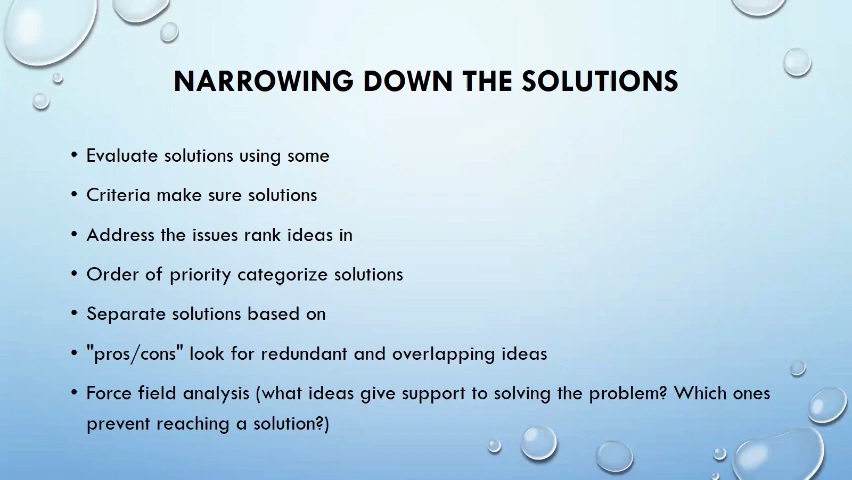 NARROWING DOWN THE SOLUTIONS
• Evaluate solutions using some
• Criteria make sure solutions
• Address the issues rank ideas in
• Order of priority categorize solutions
• Separate solutions based on
• "pros/cons" look for redundant and overlapping ideas
• Force field analysis (what ideas give support to solving the problem? Which ones
prevent reaching a solution?)